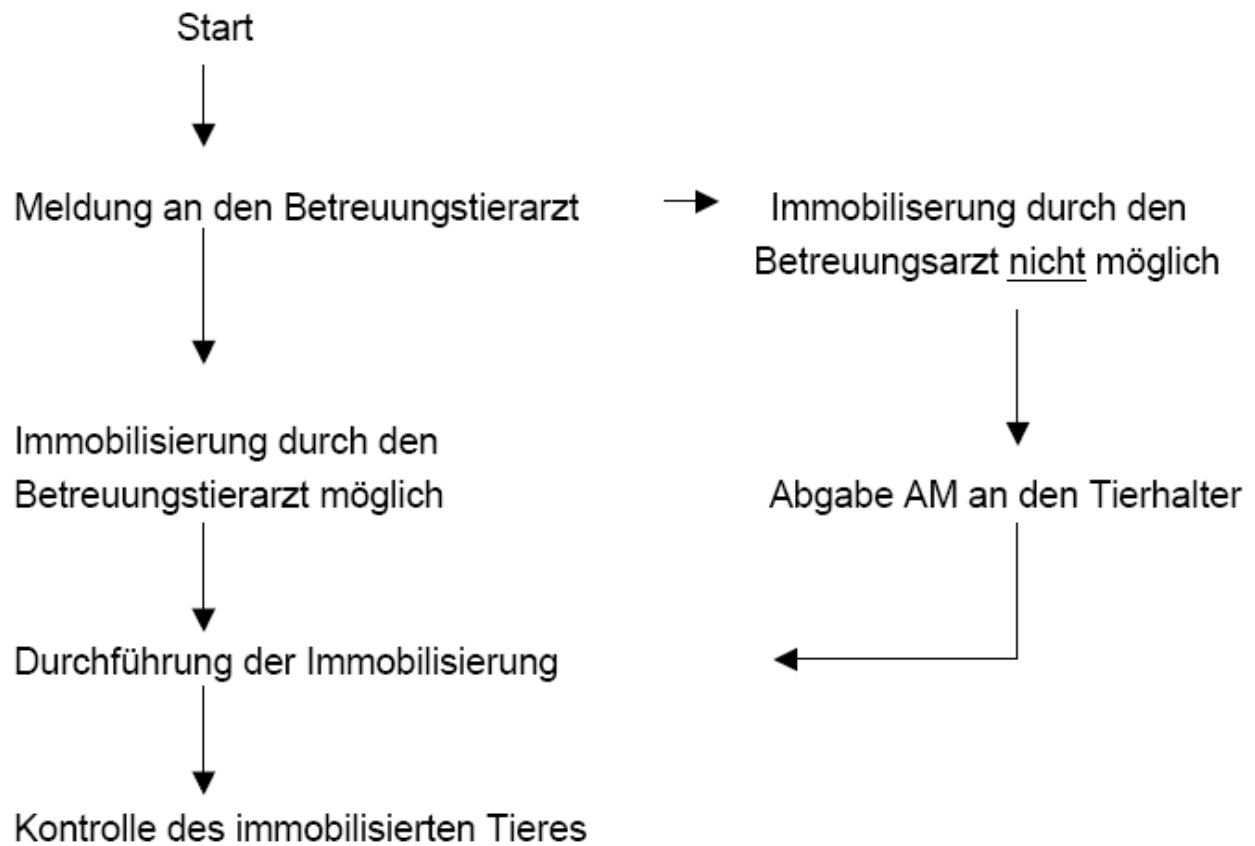 Start
Meldung an den Betreuungstierarzt
Immobiliserung durch den
Betreuungsarzt nicht möglich
Immobilisierung durch den
Betreuungstierarzt möglich
Abgabe AM an den Tierhalter
Durchführung der Immobilisierung
Kontrolle des immobilisierten Tieres